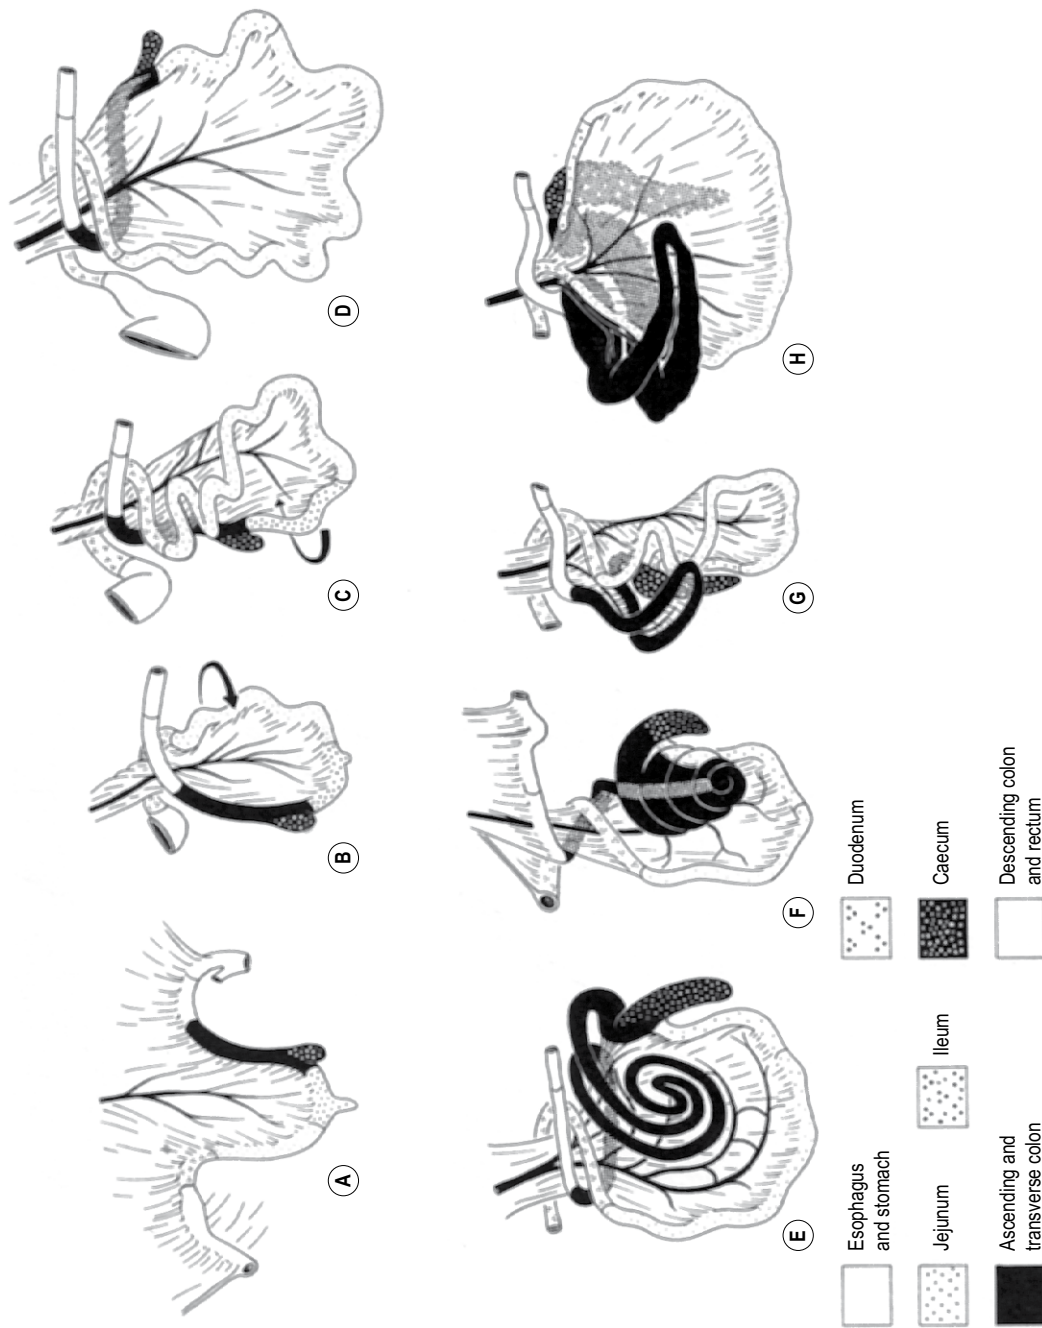 A
B
C
D
E
F
G
H
Esophagus
and stomach
Duodenum
Jejunum
Ileum
Caecum
Ascending and
transverse colon
Descending colon
and rectum